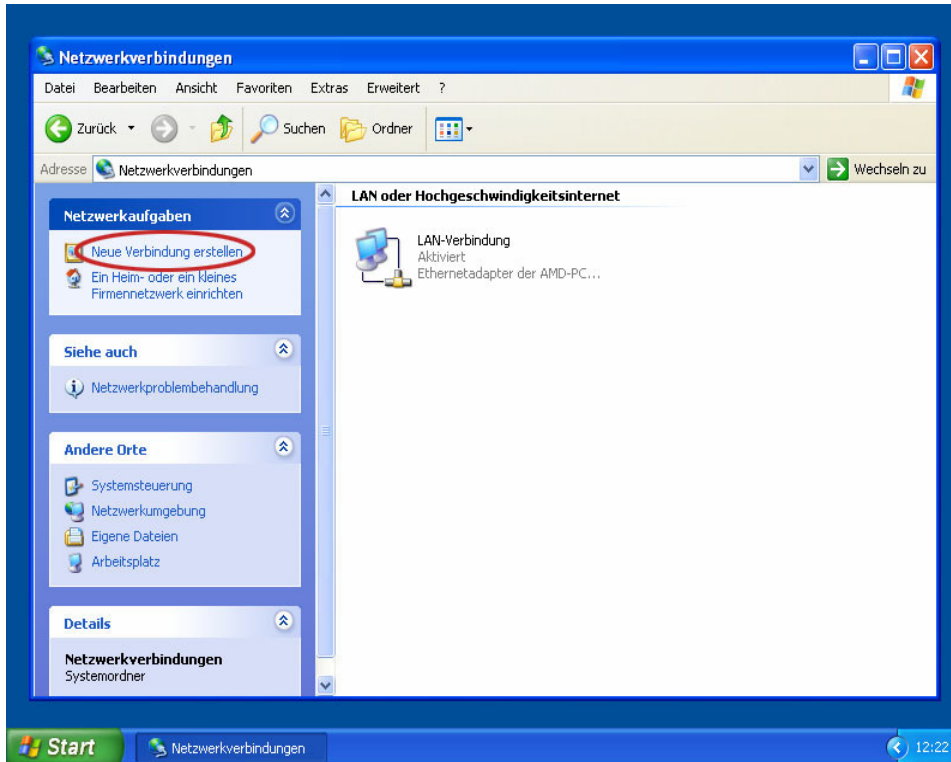 Netzwerkverbindungen
Datei Bearbeiten Ansicht Favoriten Extras Erweitert ?
Zurück Suchen Ordner
Adresse Netzwerkverbindungen Wechseln zu
Netzwerkaufgaben
Neue Verbindung erstellen
Ein Heim- oder ein kleines
Firmennetzwerk einrichten
Siehe auch
Netzwerkproblembehandlung
Andere Orte
Systemsteuerung
Netzwerkumgebung
Eigene Dateien
Arbeitsplatz
Details
Netzwerkverbindungen
Systemordner
LAN oder Hochgeschwindigkeitsinternet
LAN-Verbindung
Aktiviert
Ethernetadapter der AMD-PC...
Start Netzwerkverbindungen 12:22